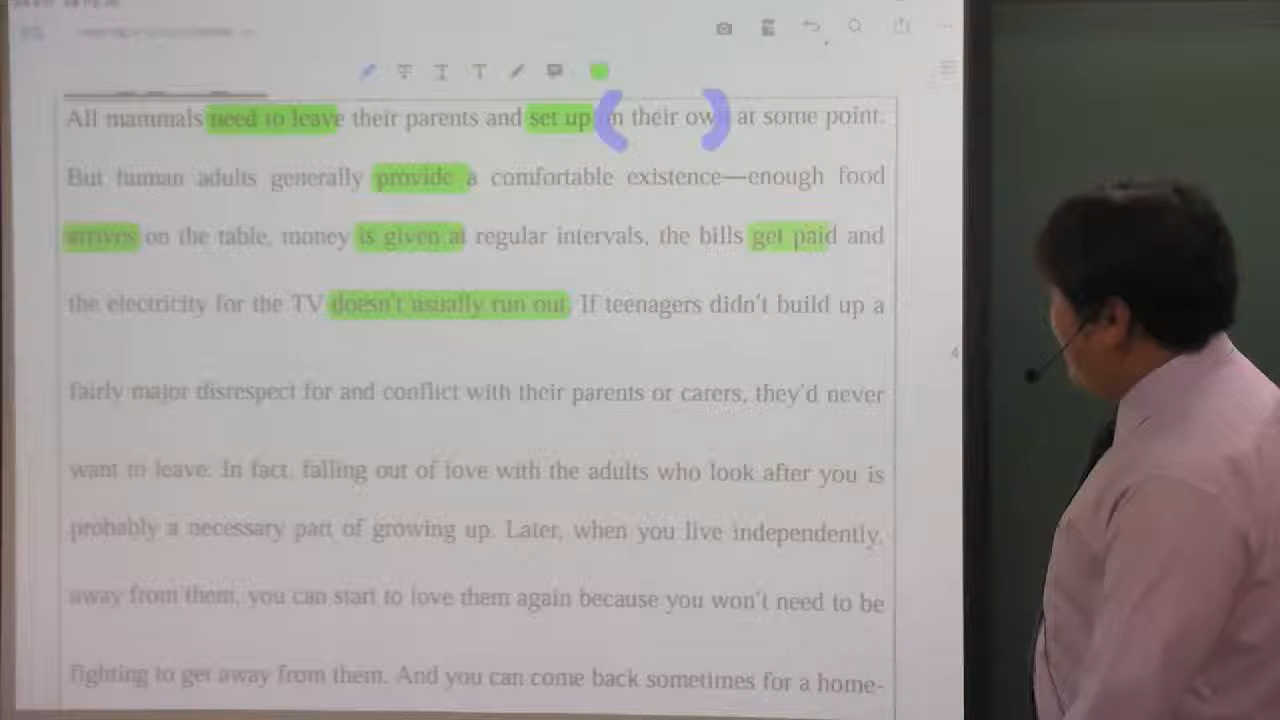 All mammals need to leave their parents and set up on their own at some point.
But human adults generally provide a comfortable existence—enough food
arrives on the table, money is given at regular intervals, the bills get paid and
the electricity for the TV doesn't usually run out. If teenagers didn't build up a
fairly major disrespect for and conflict with their parents or carers, they'd never
want to leave. In fact, falling out of love with the adults who look after you is
probably a necessary part of growing up. Later, when you live independently,
away from them, you can start to love them again because you won't need to be
fighting to get away from them. And you can come back sometimes for a home-
4